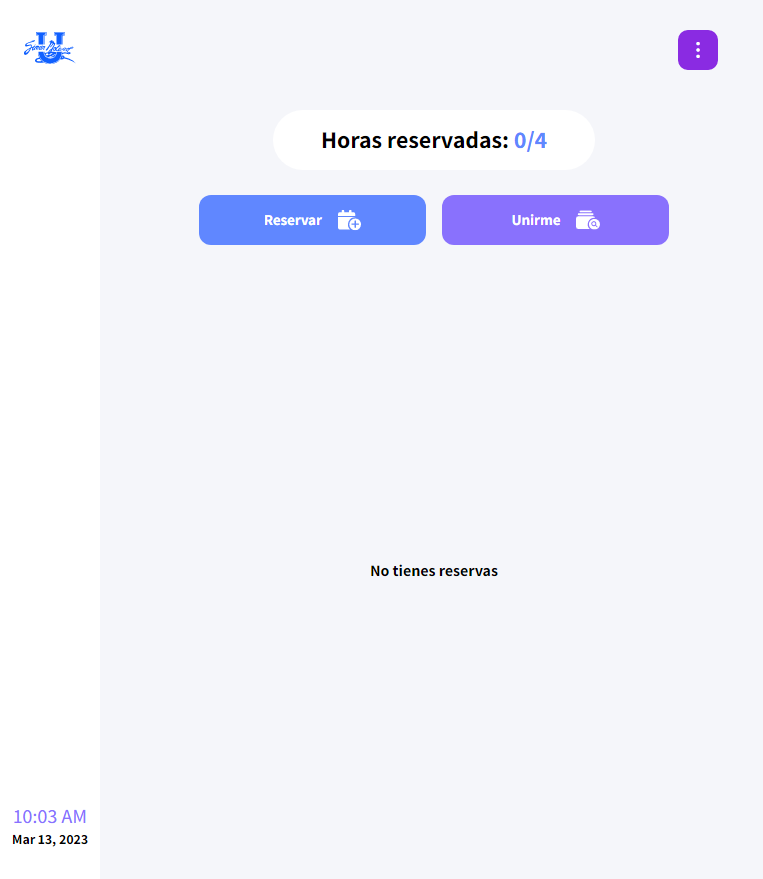 U
Horas reservadas: 0/4
Reservar
Unirme
No tienes reservas
10:03 AM
Mar 13, 2023